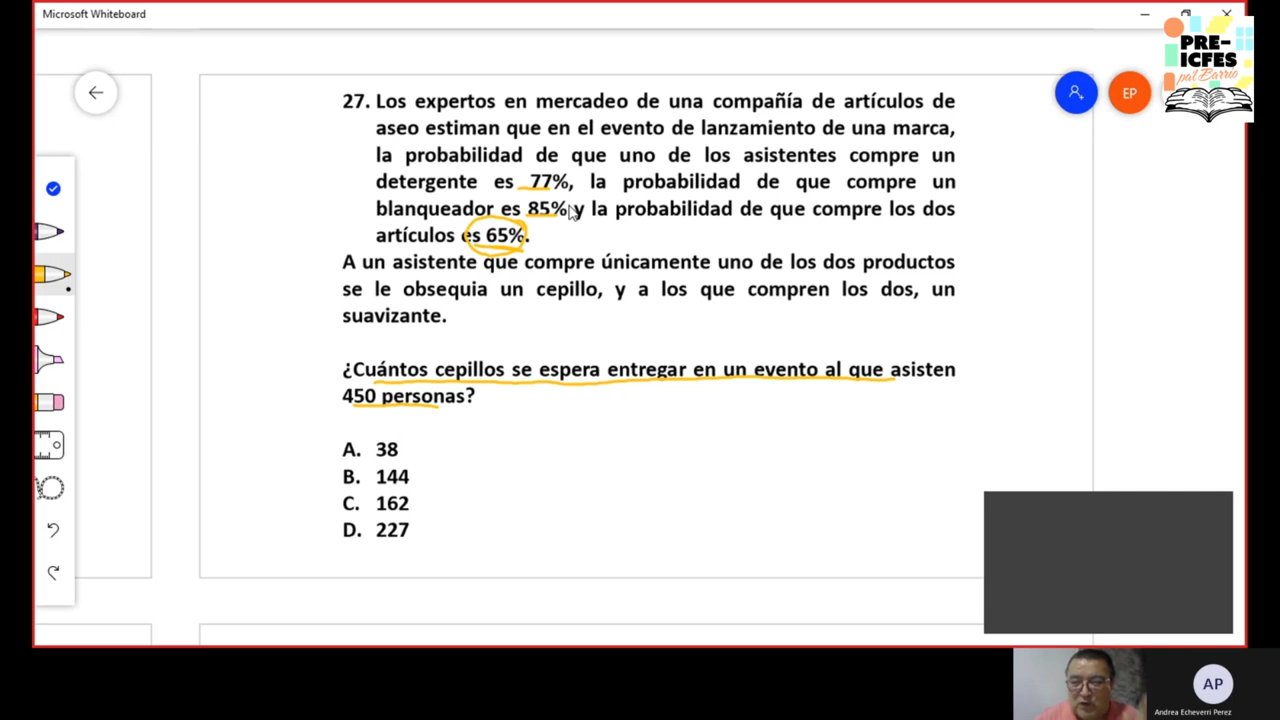 Microsoft Whiteboard
PRE-
ICFES
pal Barrio
EP
27. Los expertos en mercadeo de una compañía de artículos de
aseo estiman que en el evento de lanzamiento de una marca,
la probabilidad de que uno de los asistentes compre un
detergente es 77%, la probabilidad de que compre un
blanqueador es 85% y la probabilidad de que compre los dos
artículos es 65%.
A un asistente que compre únicamente uno de los dos productos
se le obsequia un cepillo, y a los que compren los dos, un
suavizante.
¿Cuántos cepillos se espera entregar en un evento al que asisten
450 personas?
A. 38
B. 144
C. 162
D. 227
AP
Andrea Echeverri Perez